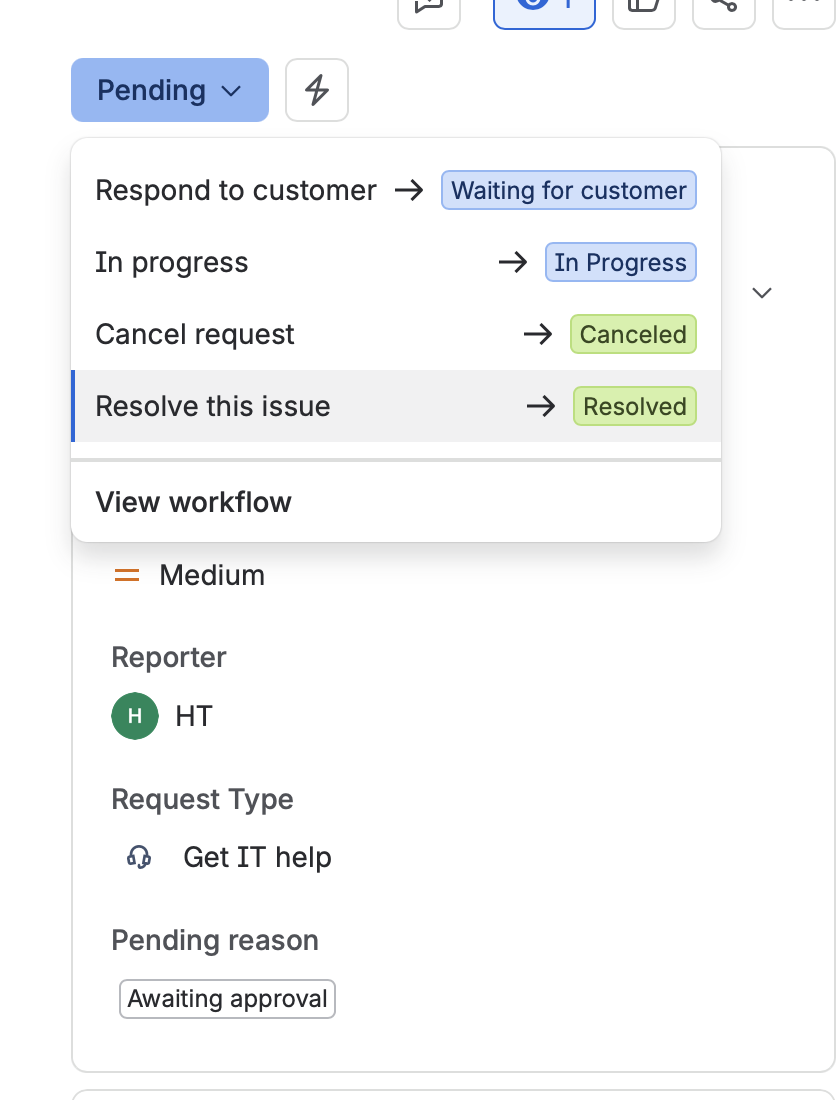 Pending
Respond to customer → Waiting for customer
In progress → In Progress
Cancel request → Canceled
Resolve this issue → Resolved
View workflow
Medium
Reporter
H HT
Request Type
Get IT help
Pending reason
Awaiting approval